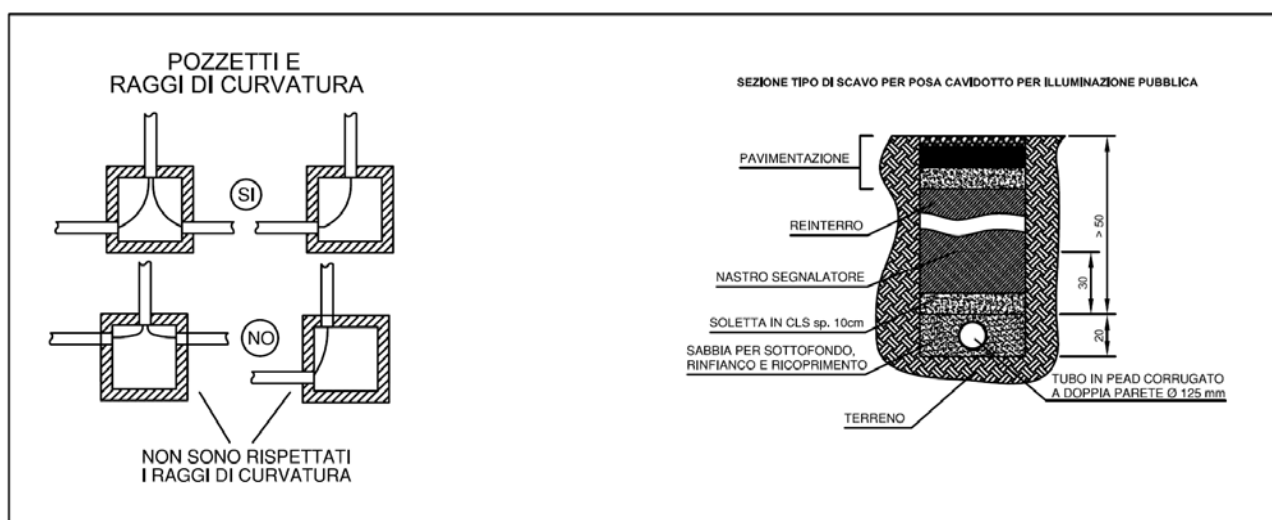 POZZETTI E
RAGGI DI CURVATURA
SI
NO
NON SONO RISPETTATI
I RAGGI DI CURVATURA
SEZIONE TIPO DI SCAVO PER POSA CAVIDOTTO PER ILLUMINAZIONE PUBBLICA
PAVIMENTAZIONE
REINTERRO
NASTRO SEGNALATORE
SOLETTA IN CLS sp. 10cm
SABBIA PER SOTTOFONDO,
RINFIANCO E RICOPRIMENTO
TERRENO
> 50
30
20
TUBO IN PEAD CORRUGATO
A DOPPIA PARETE Ø 125 mm